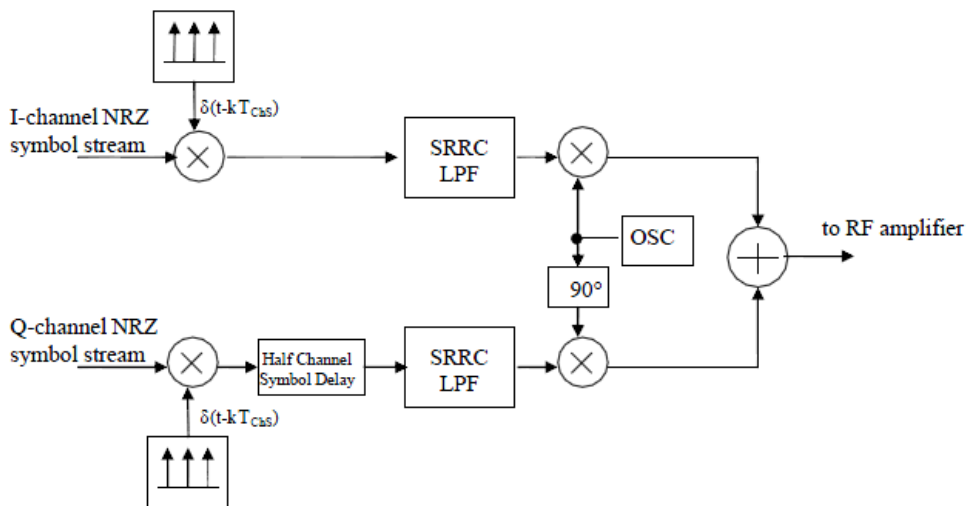 δ(t-kT_ChS)
I-channel NRZ
symbol stream
SRRC
LPF
OSC
to RF amplifier
90°
Q-channel NRZ
symbol stream
Half Channel
Symbol Delay
SRRC
LPF
δ(t-kT_ChS)